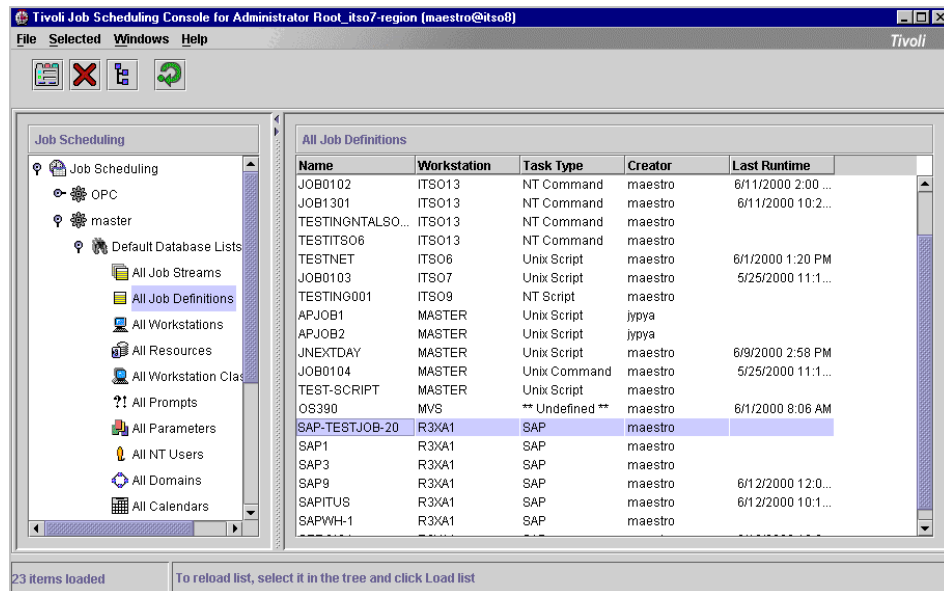 Tivoli Job Scheduling Console for Administrator Root_itso7-region (maestro@itso8)
File Selected Windows Help
Tivoli
Job Scheduling
Job Scheduling
OPC
master
Default Database Lists
All Job Streams
All Job Definitions
All Workstations
All Resources
All Workstation Clas
All Prompts
All Parameters
All NT Users
All Domains
All Calendars
All Job Definitions
Name Workstation Task Type Creator Last Runtime
JOB0102 ITSO13 NT Command maestro 6/11/2000 2:00 ...
JOB1301 ITSO13 NT Command maestro 6/11/2000 10:2...
TESTINGNTALSO... ITSO13 NT Command maestro
TESTITSO6 ITSO13 NT Command maestro
TESTNET ITSO6 Unix Script maestro 6/1/2000 1:20 PM
JOB0103 ITSO7 Unix Script maestro 5/25/2000 11:1...
TESTING001 ITSO9 NT Script maestro
APJOB1 MASTER Unix Script jypya
APJOB2 MASTER Unix Script jypya
JNEXTDAY MASTER Unix Script maestro 6/9/2000 2:58 PM
JOB0104 MASTER Unix Command maestro 5/25/2000 11:1...
TEST-SCRIPT MASTER Unix Script maestro
OS390 MVS ** Undefined ** maestro 6/1/2000 8:06 AM
SAP-TESTJOB-20 R3XA1 SAP maestro
SAP1 R3XA1 SAP maestro
SAP3 R3XA1 SAP maestro
SAP9 R3XA1 SAP maestro 6/12/2000 12:0...
SAPITUS R3XA1 SAP maestro 6/12/2000 10:1...
SAPWH-1 R3XA1 SAP maestro
23 items loaded
To reload list, select it in the tree and click Load list